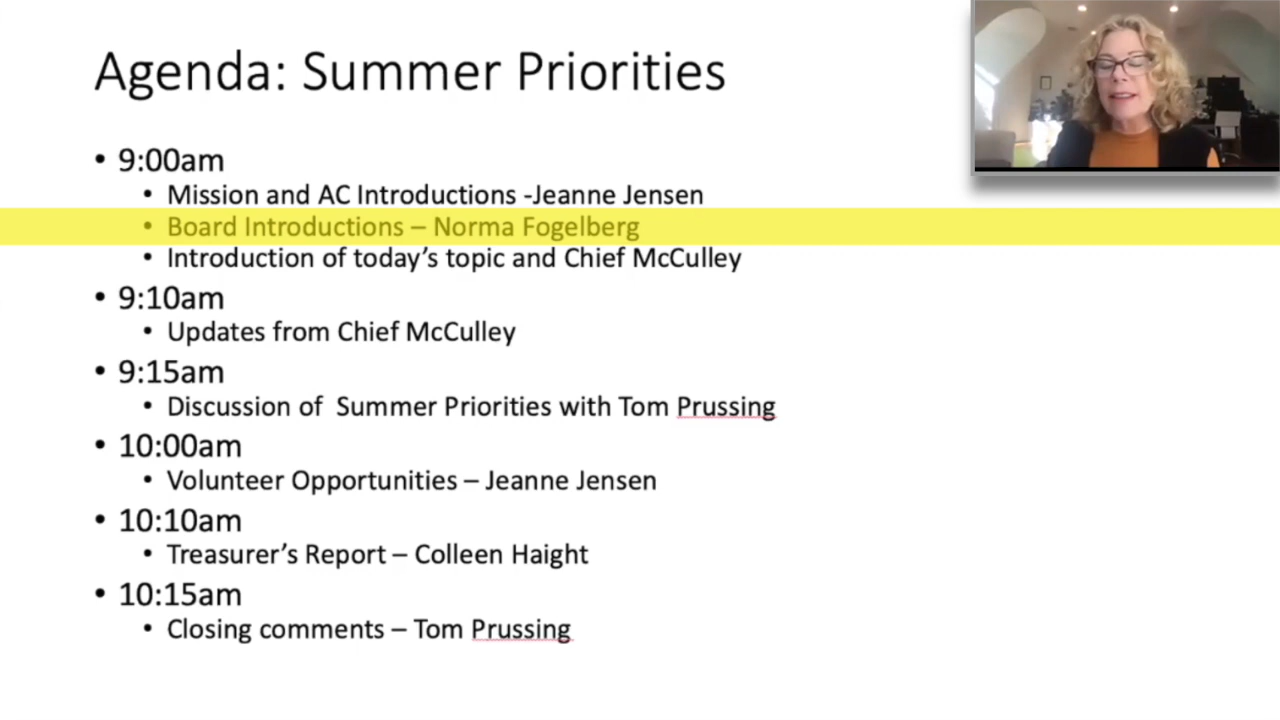 Agenda: Summer Priorities
• 9:00am
• Mission and AC Introductions -Jeanne Jensen
• Board Introductions – Norma Fogelberg
• Introduction of today's topic and Chief McCulley
• 9:10am
• Updates from Chief McCulley
• 9:15am
• Discussion of  Summer Priorities with Tom Prussing
• 10:00am
• Volunteer Opportunities – Jeanne Jensen
• 10:10am
• Treasurer's Report – Colleen Haight
• 10:15am
• Closing comments – Tom Prussing